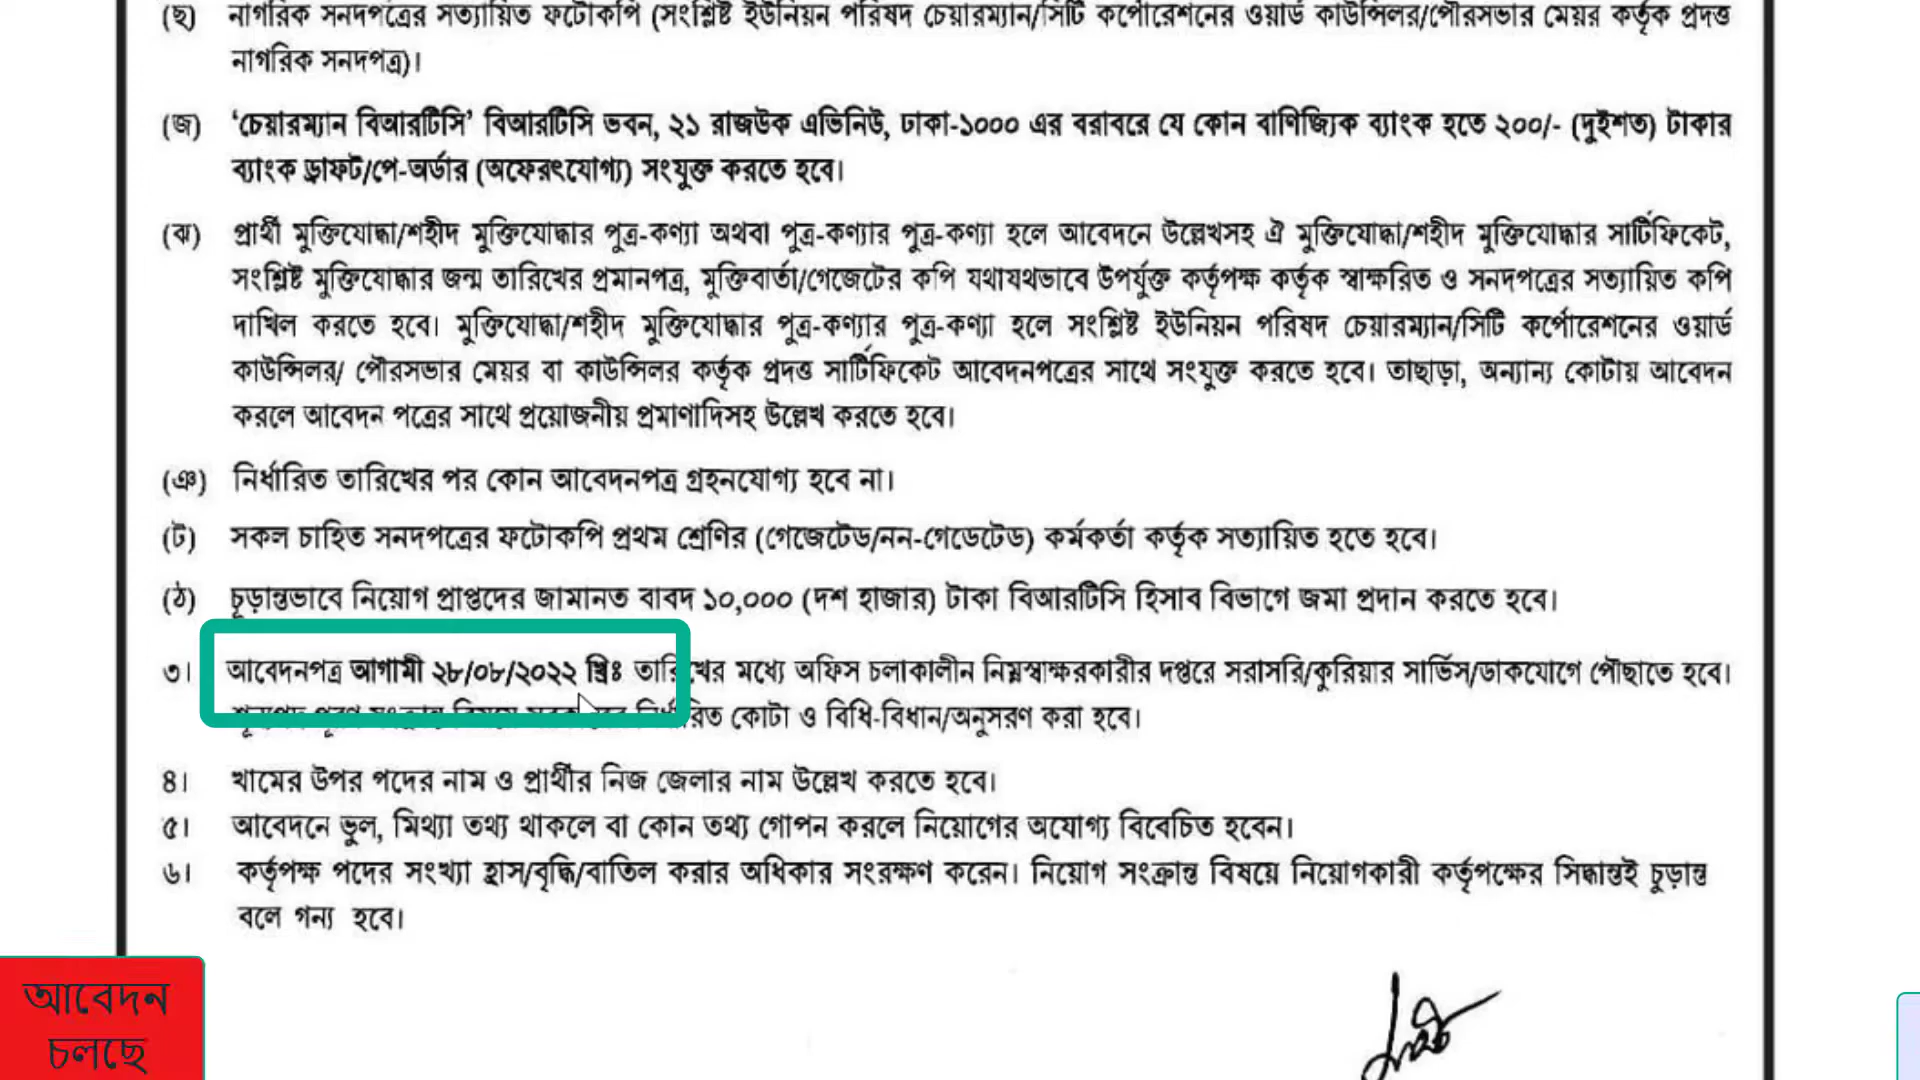 (ছ) নাগরিক সনদপত্রের সত্যায়িত ফটোকপি (সংশ্লিষ্ট ইউনিয়ন পরিষদ চেয়ারম্যান/সিটি কর্পোরেশনের ওয়ার্ড কাউন্সিলর/পৌরসভার মেয়র কর্তৃক প্রদত্ত
নাগরিক সনদপত্র)।
(জ) ‘চেয়ারম্যান বিআরটিসি’ বিআরটিসি ভবন, ২১ রাজউক এভিনিউ, ঢাকা-১০০০ এর বরাবরে যে কোন বাণিজ্যিক ব্যাংক হতে ২০০/- (দুইশত) টাকার
ব্যাংক ড্রাফট/পে-অর্ডার (অফেরৎযোগ্য) সংযুক্ত করতে হবে।
(ঝ) প্রার্থী মুক্তিযোদ্ধা/শহীদ মুক্তিযোদ্ধার পুত্র-কণ্যা অথবা পুত্র-কণ্যার পুত্র-কণ্যা হলে আবেদনে উল্লেখসহ ঐ মুক্তিযোদ্ধা/শহীদ মুক্তিযোদ্ধার সার্টিফিকেট,
সংশ্লিষ্ট মুক্তিযোদ্ধার জন্ম তারিখের প্রমানপত্র, মুক্তিবার্তা/গেজেটের কপি যথাযথভাবে উপর্যুক্ত কর্তৃপক্ষ কর্তৃক স্বাক্ষরিত ও সনদপত্রের সত্যায়িত কপি
দাখিল করতে হবে। মুক্তিযোদ্ধা/শহীদ মুক্তিযোদ্ধার পুত্র-কণ্যার পুত্র-কণ্যা হলে সংশ্লিষ্ট ইউনিয়ন পরিষদ চেয়ারম্যান/সিটি কর্পোরেশনের ওয়ার্ড
কাউন্সিলর/ পৌরসভার মেয়র বা কাউন্সিলর কর্তৃক প্রদত্ত সার্টিফিকেট আবেদনপত্রের সাথে সংযুক্ত করতে হবে। তাছাড়া, অন্যান্য কোটায় আবেদন
করলে আবেদন পত্রের সাথে প্রয়োজনীয় প্রমাণাদিসহ উল্লেখ করতে হবে।
(ঞ) নির্ধারিত তারিখের পর কোন আবেদনপত্র গ্রহনযোগ্য হবে না।
(ট) সকল চাহিত সনদপত্রের ফটোকপি প্রথম শ্রেণির (গেজেটেড/নন-গেডেটেড) কর্মকর্তা কর্তৃক সত্যায়িত হতে হবে।
(ঠ) চূড়ান্তভাবে নিয়োগ প্রাপ্তদের জামানত বাবদ ১০,০০০ (দশ হাজার) টাকা বিআরটিসি হিসাব বিভাগে জমা প্রদান করতে হবে।
৩। আবেদনপত্র আগামী ২৮/০৮/২০২২ খ্রিঃ তারিখের মধ্যে অফিস চলাকালীন নিম্নস্বাক্ষরকারীর দপ্তরে সরাসরি/কুরিয়ার সার্ভিস/ডাকযোগে পৌঁছাতে হবে।
শূন্যপদ পূরণ সংক্রান্ত বিষয়ে সরকারের নির্ধারিত কোটা ও বিধি-বিধান/অনুসরণ করা হবে।
৪। খামের উপর পদের নাম ও প্রার্থীর নিজ জেলার নাম উল্লেখ করতে হবে।
৫। আবেদনে ভুল, মিথ্যা তথ্য থাকলে বা কোন তথ্য গোপন করলে নিয়োগের অযোগ্য বিবেচিত হবেন।
৬। কর্তৃপক্ষ পদের সংখ্যা হ্রাস/বৃদ্ধি/বাতিল করার অধিকার সংরক্ষণ করেন। নিয়োগ সংক্রান্ত বিষয়ে নিয়োগকারী কর্তৃপক্ষের সিদ্ধান্তই চুড়ান্ত
বলে গন্য হবে।
আবেদন
চলছে